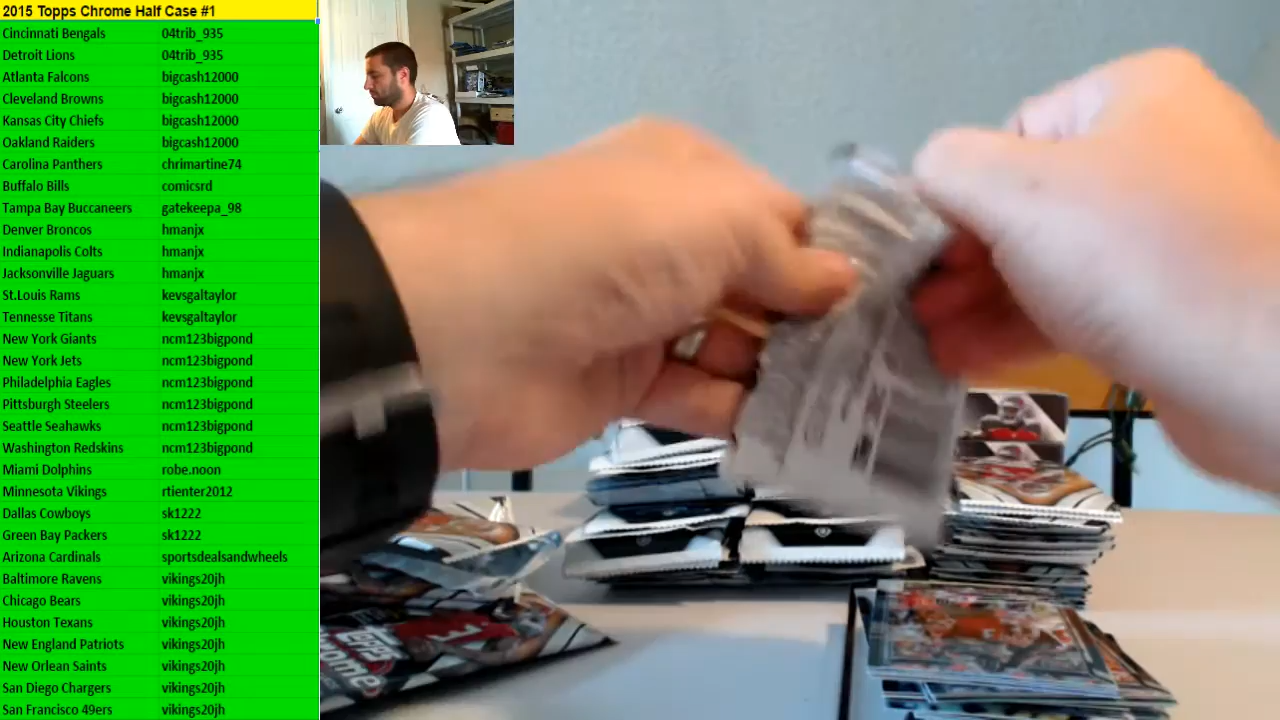 2015 Topps Chrome Half Case #1
Cincinnati Bengals 04trib_935
Detroit Lions 04trib_935
Atlanta Falcons bigcash12000
Cleveland Browns bigcash12000
Kansas City Chiefs bigcash12000
Oakland Raiders bigcash12000
Carolina Panthers chrimartine74
Buffalo Bills comicsrd
Tampa Bay Buccaneers gatekeepa_98
Denver Broncos hmanjx
Indianapolis Colts hmanjx
Jacksonville Jaguars hmanjx
St.Louis Rams kevsgaltaylor
Tennesse Titans kevsgaltaylor
New York Giants ncm123bigpond
New York Jets ncm123bigpond
Philadelphia Eagles ncm123bigpond
Pittsburgh Steelers ncm123bigpond
Seattle Seahawks ncm123bigpond
Washington Redskins ncm123bigpond
Miami Dolphins robe.noon
Minnesota Vikings rtienter2012
Dallas Cowboys sk1222
Green Bay Packers sk1222
Arizona Cardinals sportsdealsandwheels
Baltimore Ravens vikings20jh
Chicago Bears vikings20jh
Houston Texans vikings20jh
New England Patriots vikings20jh
New Orlean Saints vikings20jh
San Diego Chargers vikings20jh
San Francisco 49ers vikings20jh
Topps
Chrome